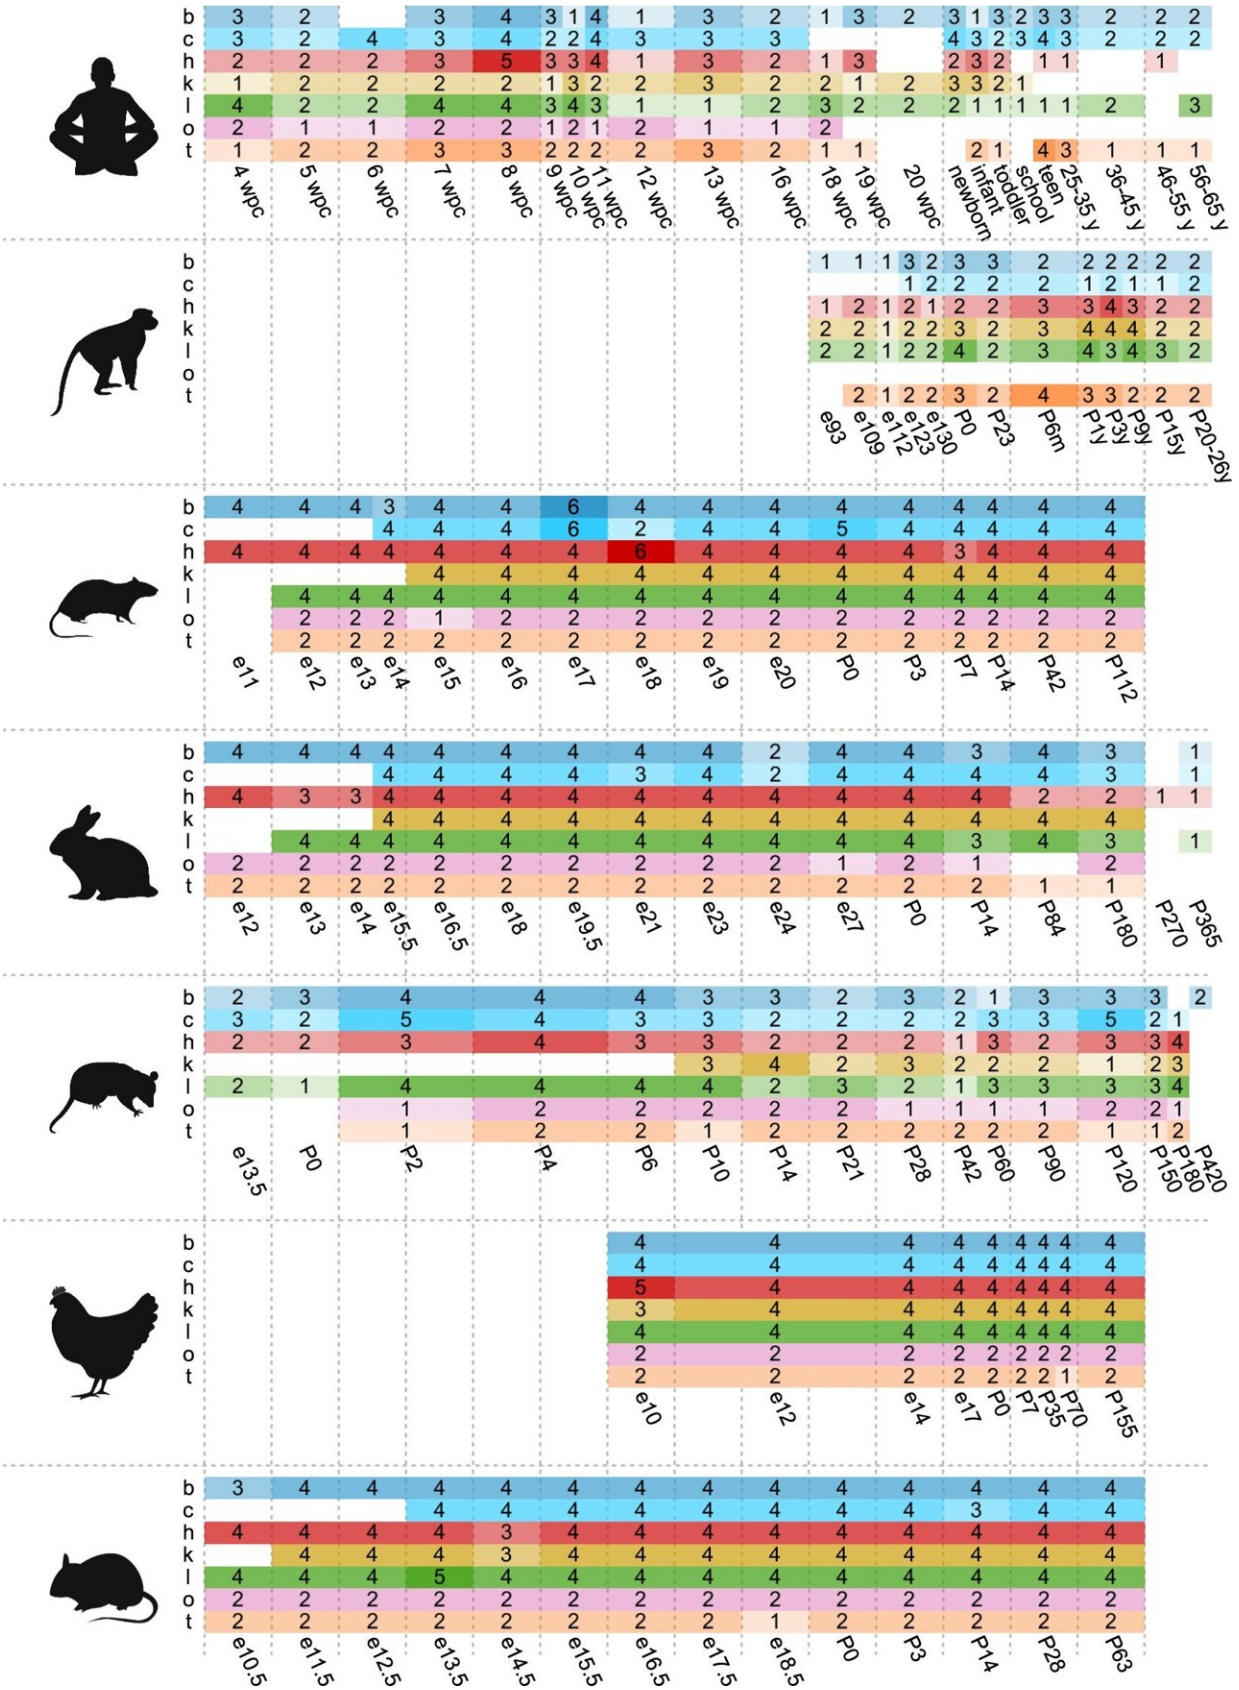 b 3 2 3 4 3 1 4 1 3 2 1 3 2 3 1 3 2 3 3 2 2 2
c 3 2 4 3 4 2 2 4 3 3 3 4 3 2 3 4 3 2 2 2
h 2 2 2 3 5 3 3 4 1 3 2 1 3 2 3 2 1 1 1
k 1 2 2 2 2 1 3 2 2 3 2 2 1 2 3 3 2 1
l 4 2 2 4 4 3 4 3 1 1 2 3 2 2 2 1 1 1 1 1 2 3
o 2 1 1 2 2 1 2 1 2 1 1 2
t 1 2 2 3 3 2 2 2 2 3 2 1 1 2 1 4 3 1 1 1
4 wpc 5 wpc 6 wpc 7 wpc 8 wpc 9 wpc 10 wpc 11 wpc 12 wpc 13 wpc 16 wpc 18 wpc 19 wpc 20 wpc newborn infant toddler school teen 25-35 y 36-45 y 46-55 y 56-65 y
b 1 1 1 3 2 3 3 2 2 2 2 2 2
c 1 2 2 2 2 1 2 1 1 2
h 1 2 1 2 1 2 2 3 3 4 3 2 2
k 2 2 1 2 2 3 2 3 4 4 4 2 2
l 2 2 1 2 2 4 2 3 4 3 4 3 2
o
t 2 1 2 2 3 2 4 3 3 2 2 2
e93 e109 e112 e123 e130 P0 P23 P6m P1y P3y P9y P15y P20-26y
b 4 4 4 3 4 4 6 4 4 4 4 4 4 4 4 4
c 4 4 4 6 2 4 4 5 4 4 4 4 4
h 4 4 4 4 4 4 4 6 4 4 4 4 3 4 4 4
k 4 4 4 4 4 4 4 4 4 4 4 4
l 4 4 4 4 4 4 4 4 4 4 4 4 4 4 4
o 2 2 2 1 2 2 2 2 2 2 2 2 2 2 2
t 2 2 2 2 2 2 2 2 2 2 2 2 2 2 2
e11 e12 e13 e14 e15 e16 e17 e18 e19 e20 P0 P3 P7 P14 P42 P112
b 4 4 4 4 4 4 4 4 4 2 4 4 3 4 3 1
c 4 4 4 4 3 4 2 4 4 4 4 3 1
h 4 3 3 4 4 4 4 4 4 4 4 4 4 2 2 1 1
k 4 4 4 4 4 4 4 4 4 4 4 4
l 4 4 4 4 4 4 4 4 4 4 4 3 4 3 1
o 2 2 2 2 2 2 2 2 2 2 1 2 1 2
t 2 2 2 2 2 2 2 2 2 2 2 2 2 1 1
e12 e13 e14 e15.5 e16.5 e18 e19.5 e21 e23 e24 e27 P0 P14 P84 P180 P270 P365
b 2 3 4 4 4 3 3 2 3 2 1 3 3 3 2
c 3 2 5 4 3 3 2 2 2 2 3 3 5 2 1
h 2 2 3 4 3 3 2 2 2 1 3 2 3 3 4
k 3 4 2 3 2 2 2 1 2 3
l 2 1 4 4 4 4 2 3 2 1 3 3 3 3 4
o 1 2 2 2 2 2 1 1 1 1 2 2 1
t 1 2 2 1 2 2 2 2 2 2 1 1 2
e13.5 P0 P2 P4 P6 P10 P14 P21 P28 P42 P60 P90 P120 P150 P180 P420
b 4 4 4 4 4 4 4 4 4
c 4 4 4 4 4 4 4 4 4
h 5 4 4 4 4 4 4 4 4
k 3 4 4 4 4 4 4 4 4
l 4 4 4 4 4 4 4 4 4
o 2 2 2 2 2 2 2 2 2
t 2 2 2 2 2 2 2 1 2
e10 e12 e14 e17 P0 P7 P35 P70 P155
b 3 4 4 4 4 4 4 4 4 4 4 4 4 4
c 4 4 4 4 4 4 4 4 3 4 4
h 4 4 4 4 3 4 4 4 4 4 4 4 4 4
k 4 4 4 3 4 4 4 4 4 4 4 4 4
l 4 4 4 5 4 4 4 4 4 4 4 4 4 4
o 2 2 2 2 2 2 2 2 2 2 2 2 2 2
t 2 2 2 2 2 2 2 2 1 2 2 2 2 2
e10.5 e11.5 e12.5 e13.5 e14.5 e15.5 e16.5 e17.5 e18.5 P0 P3 P14 P28 P63